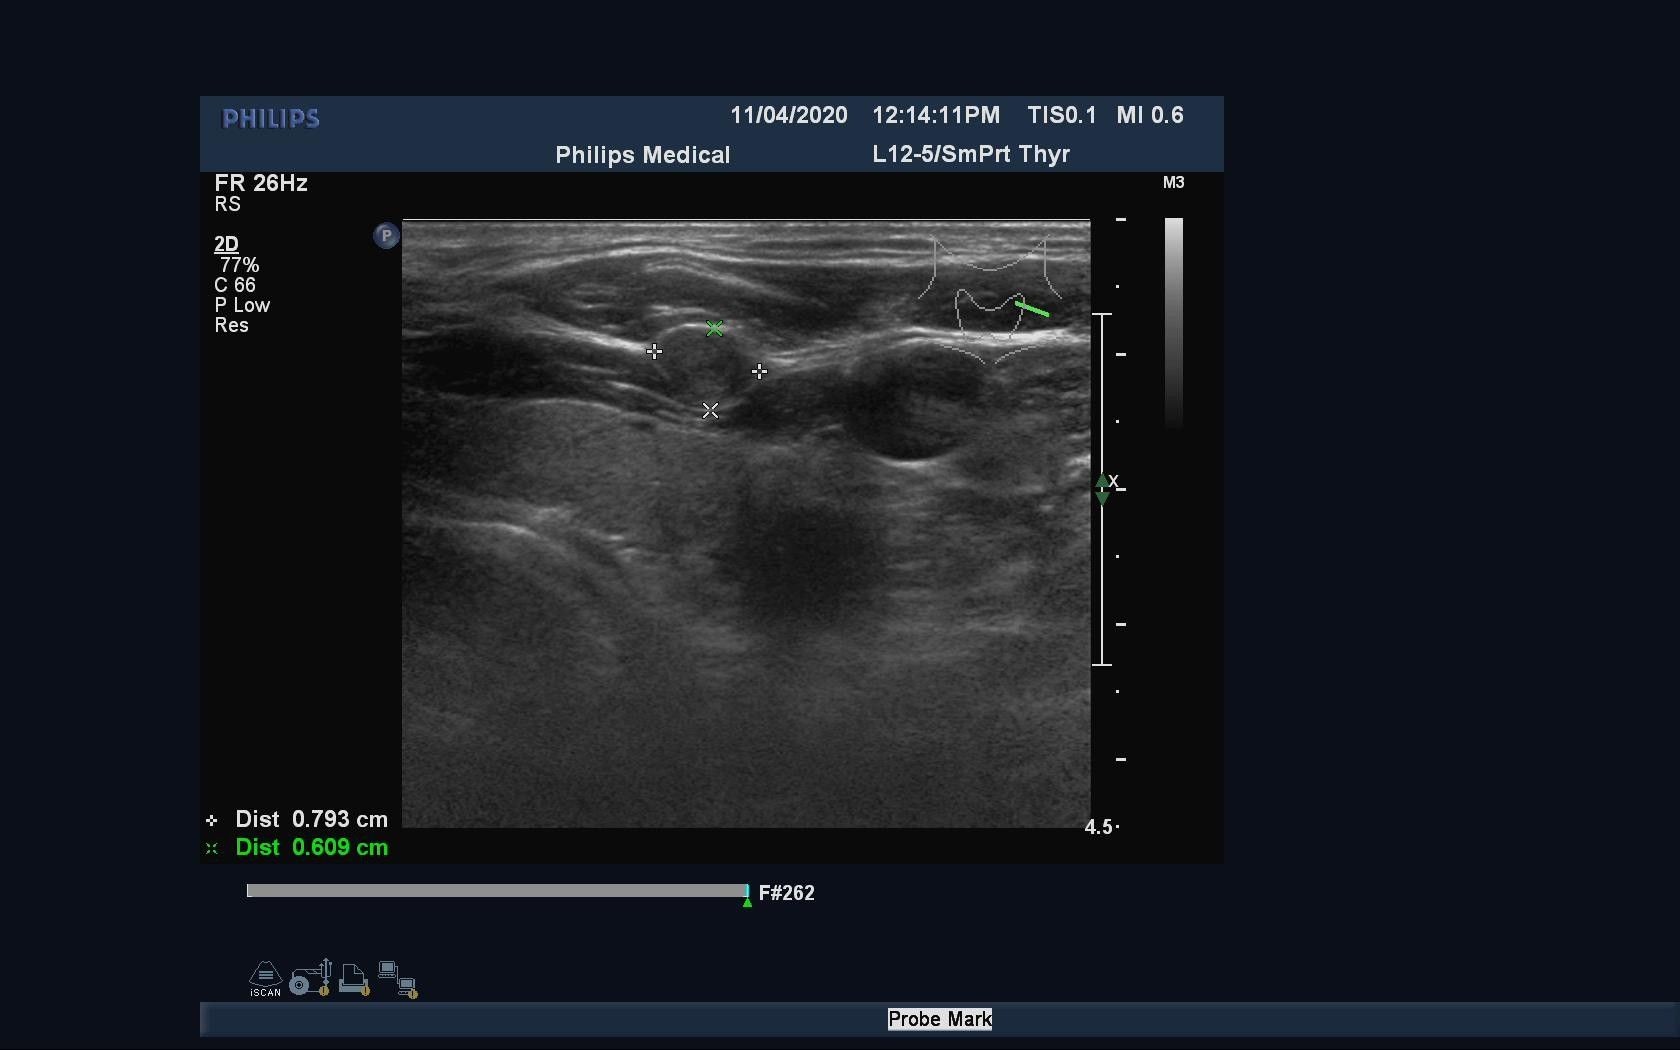 PHILIPS
11/04/2020 12:14:11PM TIS0.1 MI 0.6
Philips Medical L12-5/SmPrt Thyr
FR 26Hz
RS
M3
P
2D
77%
C 66
P Low
Res
X
Dist 0.793 cm
4.5
Dist 0.609 cm
F#262
iSCAN
Probe Mark